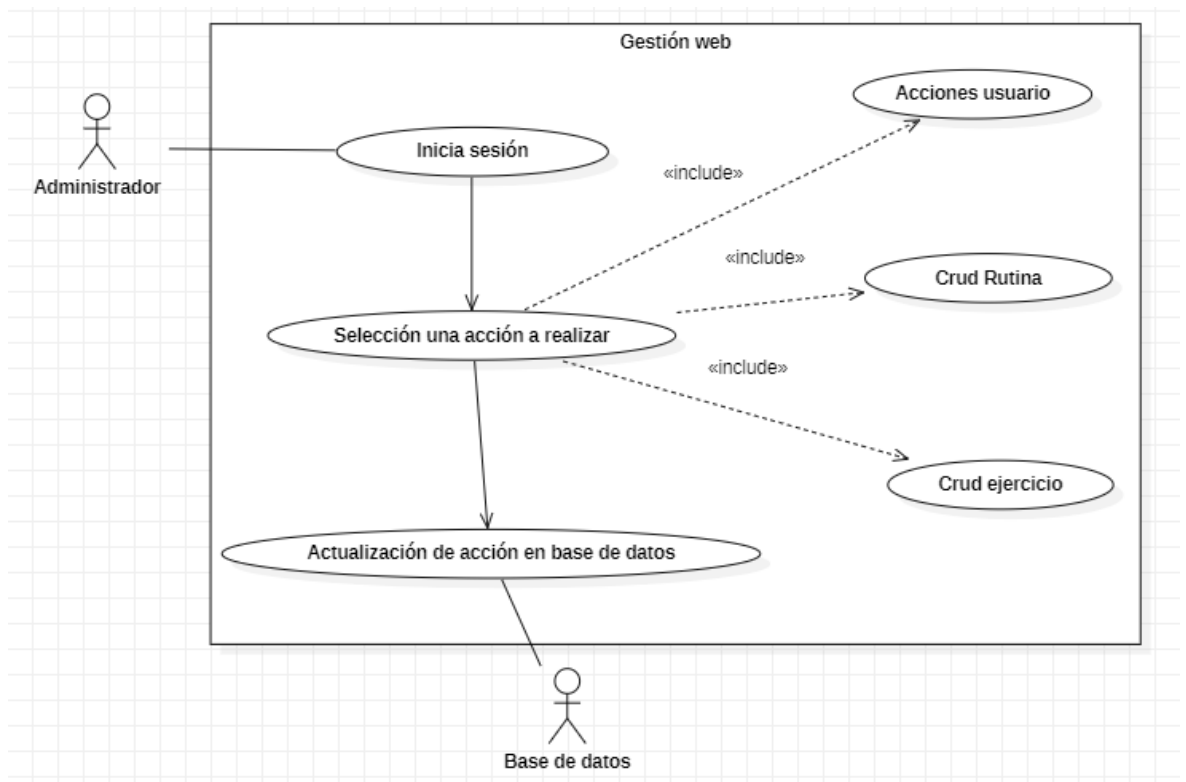 Gestión web
Acciones usuario
Inicia sesión
«include»
Administrador
«include»
Crud Rutina
Selección una acción a realizar
«include»
Crud ejercicio
Actualización de acción en base de datos
Base de datos